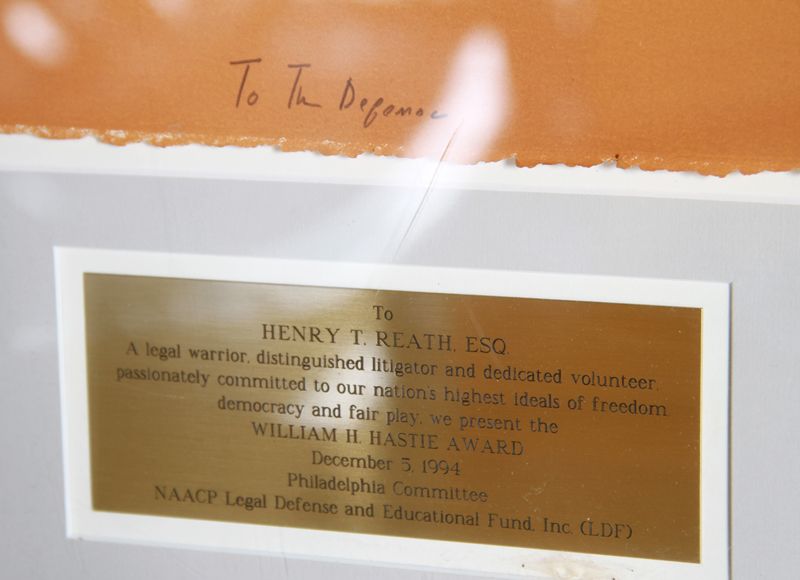 To The Defense
To
HENRY T. REATH, ESQ.
A legal warrior, distinguished litigator and dedicated volunteer,
passionately committed to our nation's highest ideals of freedom,
democracy and fair play, we present the
WILLIAM H. HASTIE AWARD
December 5, 1994
Philadelphia Committee
NAACP Legal Defense and Educational Fund, Inc. (LDF)